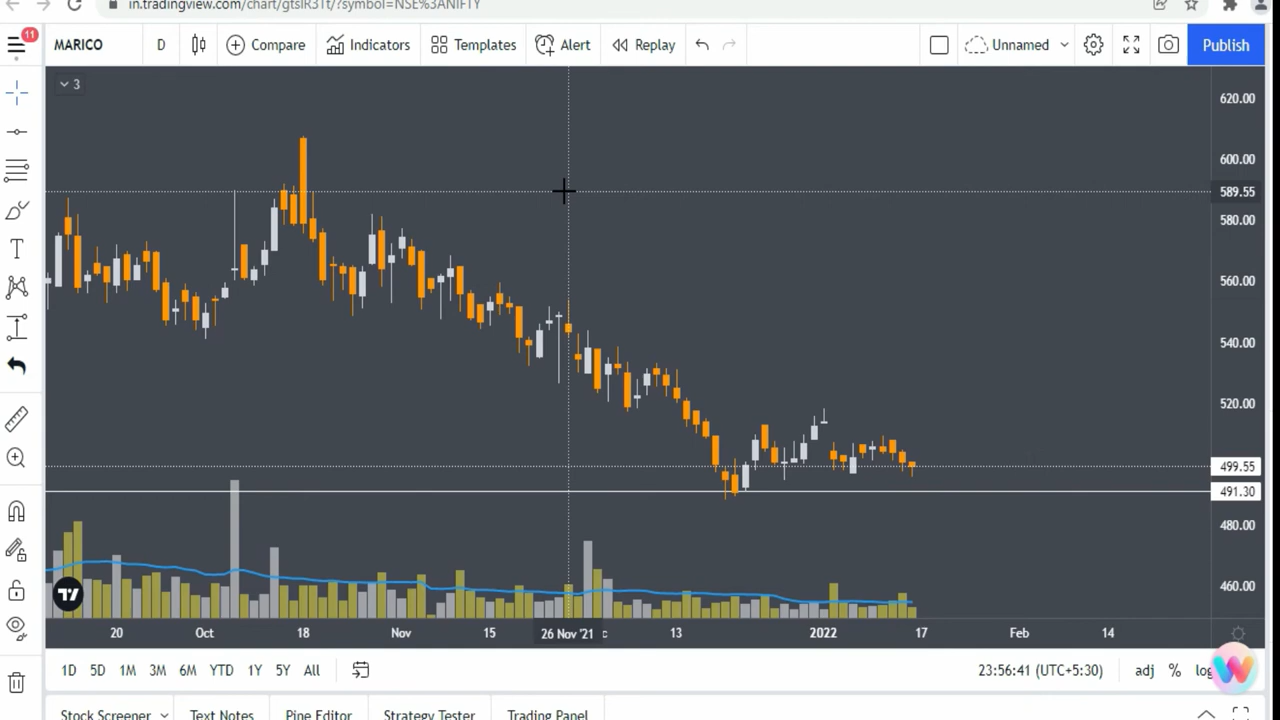 in.tradingview.com/chart/gtsIR31t/?symbol=NSE%3ANIFTY
11
MARICO D Compare Indicators Templates Alert Replay Unnamed Publish
3
620.00
600.00
589.55
580.00
560.00
540.00
520.00
499.55
491.30
480.00
460.00
20 Oct 18 Nov 15 26 Nov '21 c 13 2022 17 Feb 14
1D 5D 1M 3M 6M YTD 1Y 5Y All 23:56:41 (UTC+5:30) adj % log
Stock Screener Text Notes Pine Editor Strategy Tester Trading Panel